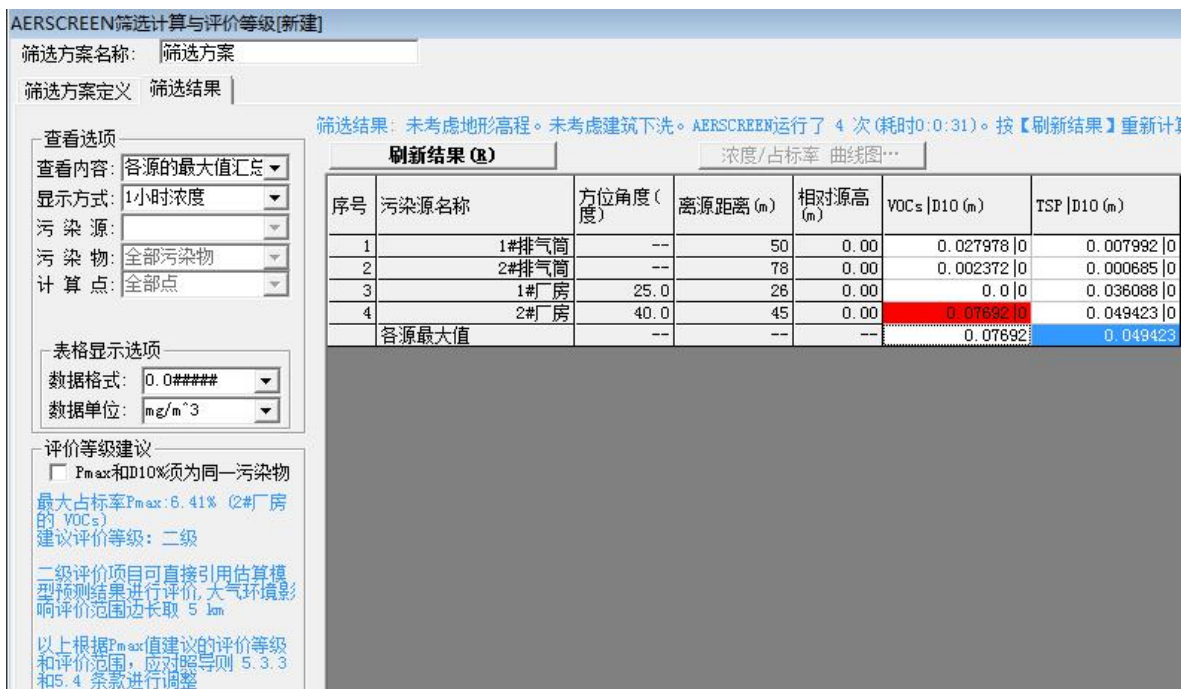 AERSCREEN筛选计算与评价等级[新建]
筛选方案名称: 筛选方案
筛选方案定义 筛选结果
筛选结果: 未考虑地形高程。未考虑建筑下洗。AERSCREEN运行了 4 次(耗时0:0:31)。按【刷新结果】重新计
刷新结果(R) 浓度/占标率 曲线图…
查看选项
查看内容: 各源的最大值汇总
显示方式: 1小时浓度
污 染 源:
污 染 物: 全部污染物
计 算 点: 全部点
序号 污染源名称 方位角度(度) 离源距离(m) 相对源高(m) VOCs|D10(m) TSP|D10(m)
1 1#排气筒 -- 50 0.00 0.027978|0 0.007992|0
2 2#排气筒 -- 78 0.00 0.002372|0 0.000685|0
3 1#厂房 25.0 26 0.00 0.0|0 0.036088|0
4 2#厂房 40.0 45 0.00 0.07692|0 0.049423|0
各源最大值 -- -- -- 0.07692 0.049423
表格显示选项
数据格式: 0.0#####
数据单位: mg/m^3
评价等级建议
Pmax和D10%须为同一污染物
最大占标率Pmax:6.41% (2#厂房
的 VOCs)
建议评价等级: 二级
二级评价项目可直接引用估算模
型预测结果进行评价,大气环境影
响评价范围边长取 5 km
以上根据Pmax值建议的评价等级
和评价范围,应对照导则 5.3.3
和5.4 条款进行调整